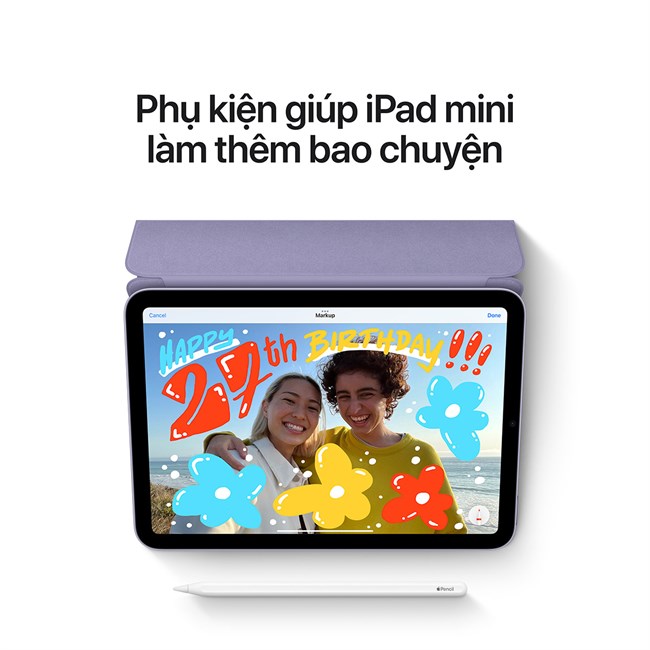 Phụ kiện giúp iPad mini
làm thêm bao chuyện
Cancel Markup Done
HAPPY 27th BIRTHDAY!!!
Pencil